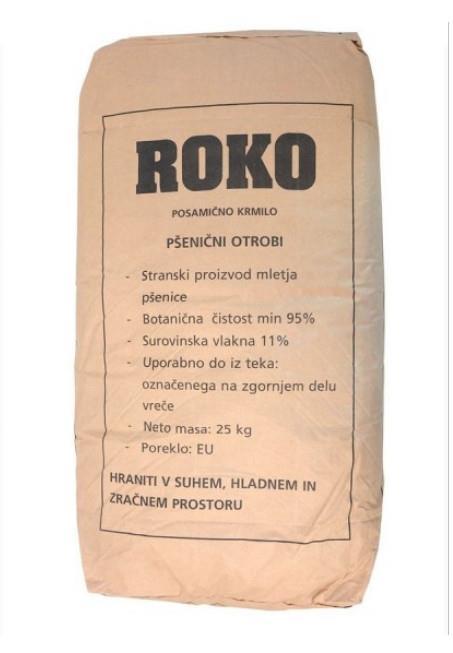 ROKO
POSAMIČNO KRMILO
PŠENIČNI OTROBI
- Stranski proizvod mletja
pšenice
- Botanična čistost min 95%
- Surovinska vlakna 11%
- Uporabno do iz teka:
označenega na zgornjem delu
vreče
- Neto masa: 25 kg
- Poreklo: EU
HRANITI V SUHEM, HLADNEM IN
ZRAČNEM PROSTORU